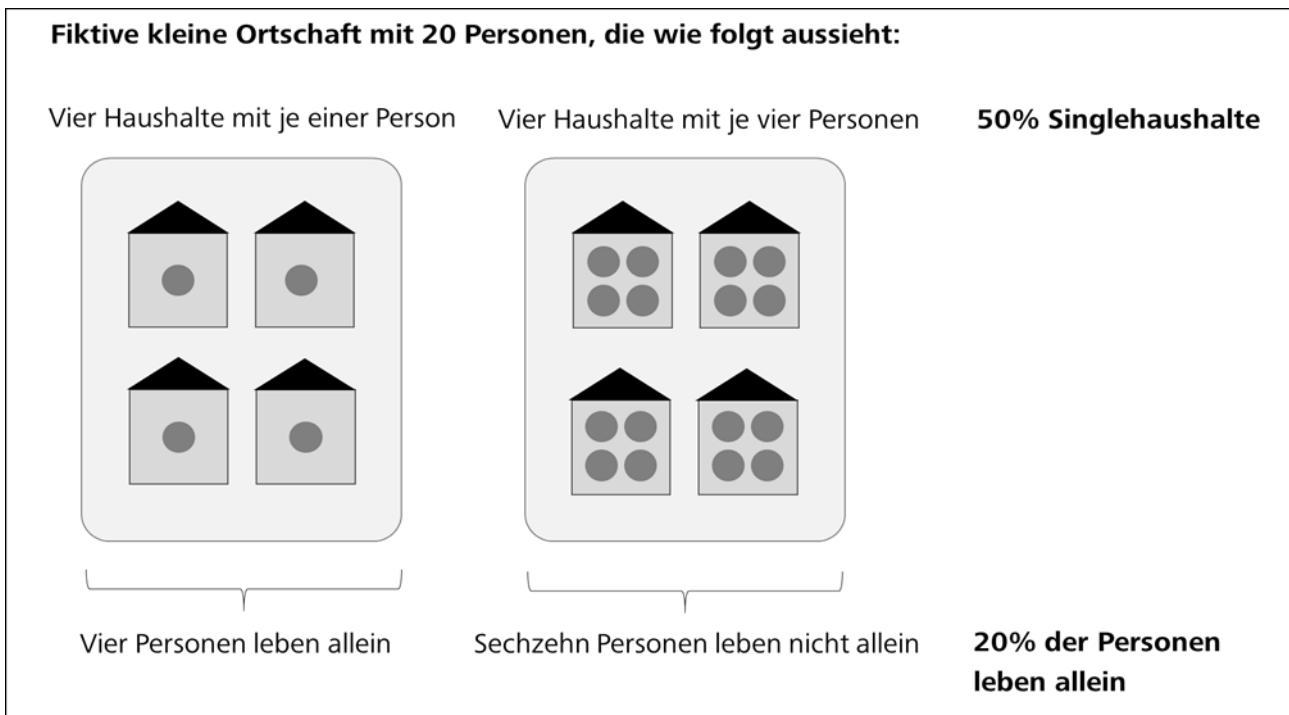 Fiktive kleine Ortschaft mit 20 Personen, die wie folgt aussieht:
Vier Haushalte mit je einer Person
Vier Haushalte mit je vier Personen
50% Singlehaushalte
Vier Personen leben allein
Sechzehn Personen leben nicht allein
20% der Personen
leben allein